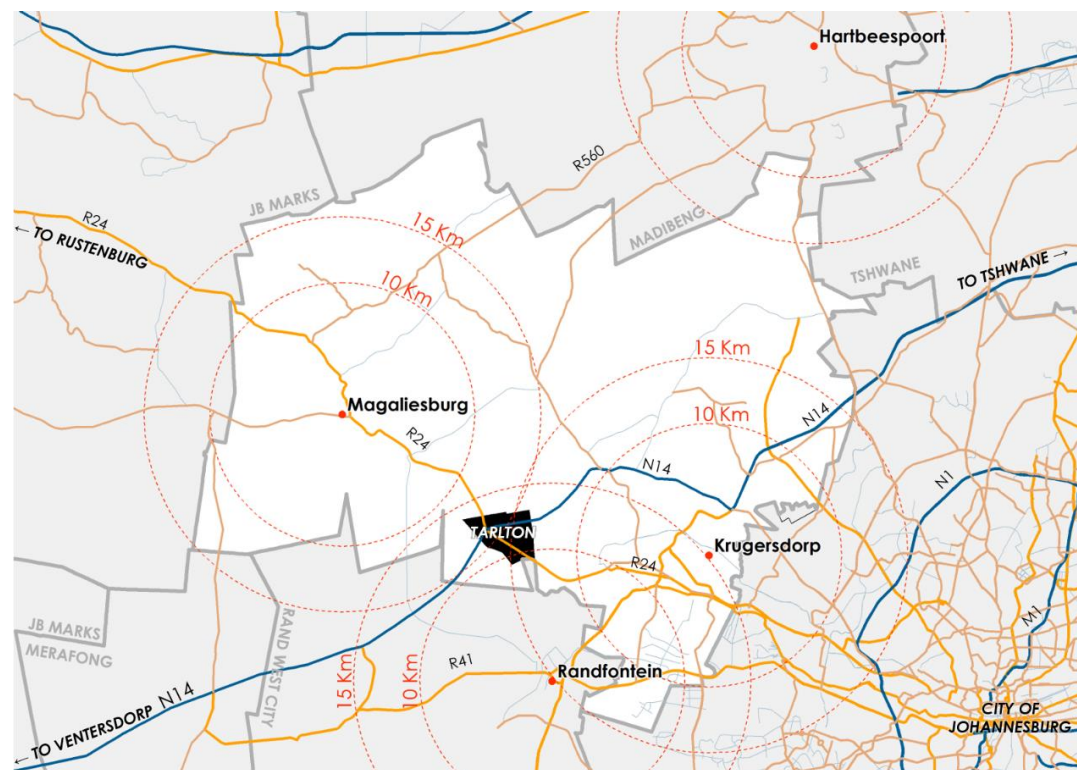 Hartbeespoort
R560
JB MARKS
R24
← TO RUSTENBURG
15 Km
10 Km
MADIBENG
TSHWANE
TO TSHWANE →
15 Km
10 Km
Magaliesburg
R24
N14
N14
N1
TARLTON
Krugersdorp
R24
M1
JB MARKS
MERAFONG
RAND WEST CITY
15 Km
10 Km
R41
Randfontein
N14
← TO VENTERSDORP
CITY OF
JOHANNESBURG